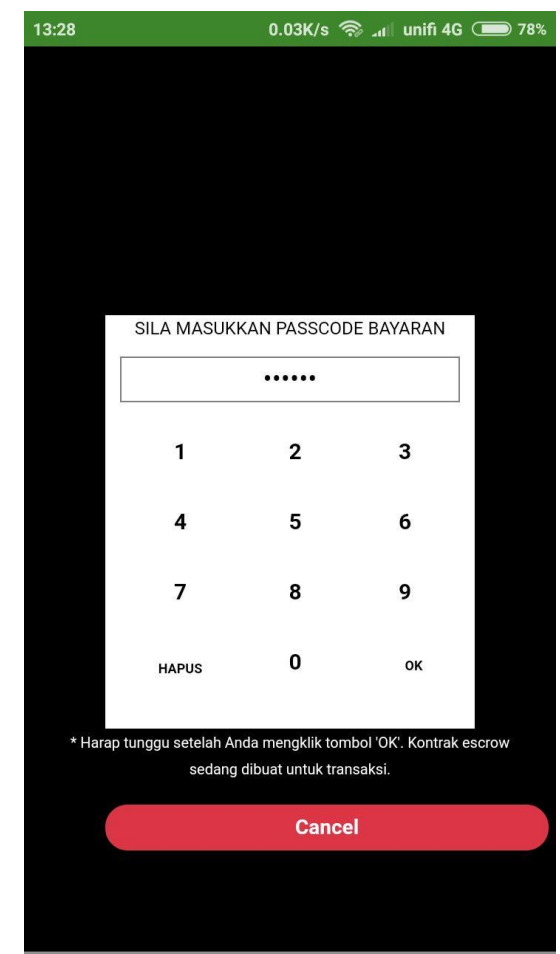 13:28 0.03K/s unifi 4G 78%
SILA MASUKKAN PASSCODE BAYARAN
••••••
1 2 3
4 5 6
7 8 9
HAPUS 0 OK
* Harap tunggu setelah Anda mengklik tombol 'OK'. Kontrak escrow
sedang dibuat untuk transaksi.
Cancel